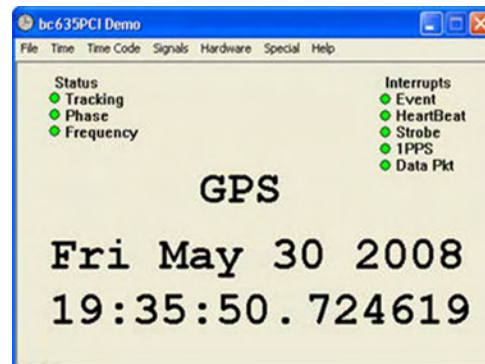 bc635PCI Demo
File Time Time Code Signals Hardware Special Help
Status
Tracking
Phase
Frequency
Interrupts
Event
HeartBeat
Strobe
1PPS
Data Pkt
GPS
Fri May 30 2008
19:35:50.724619